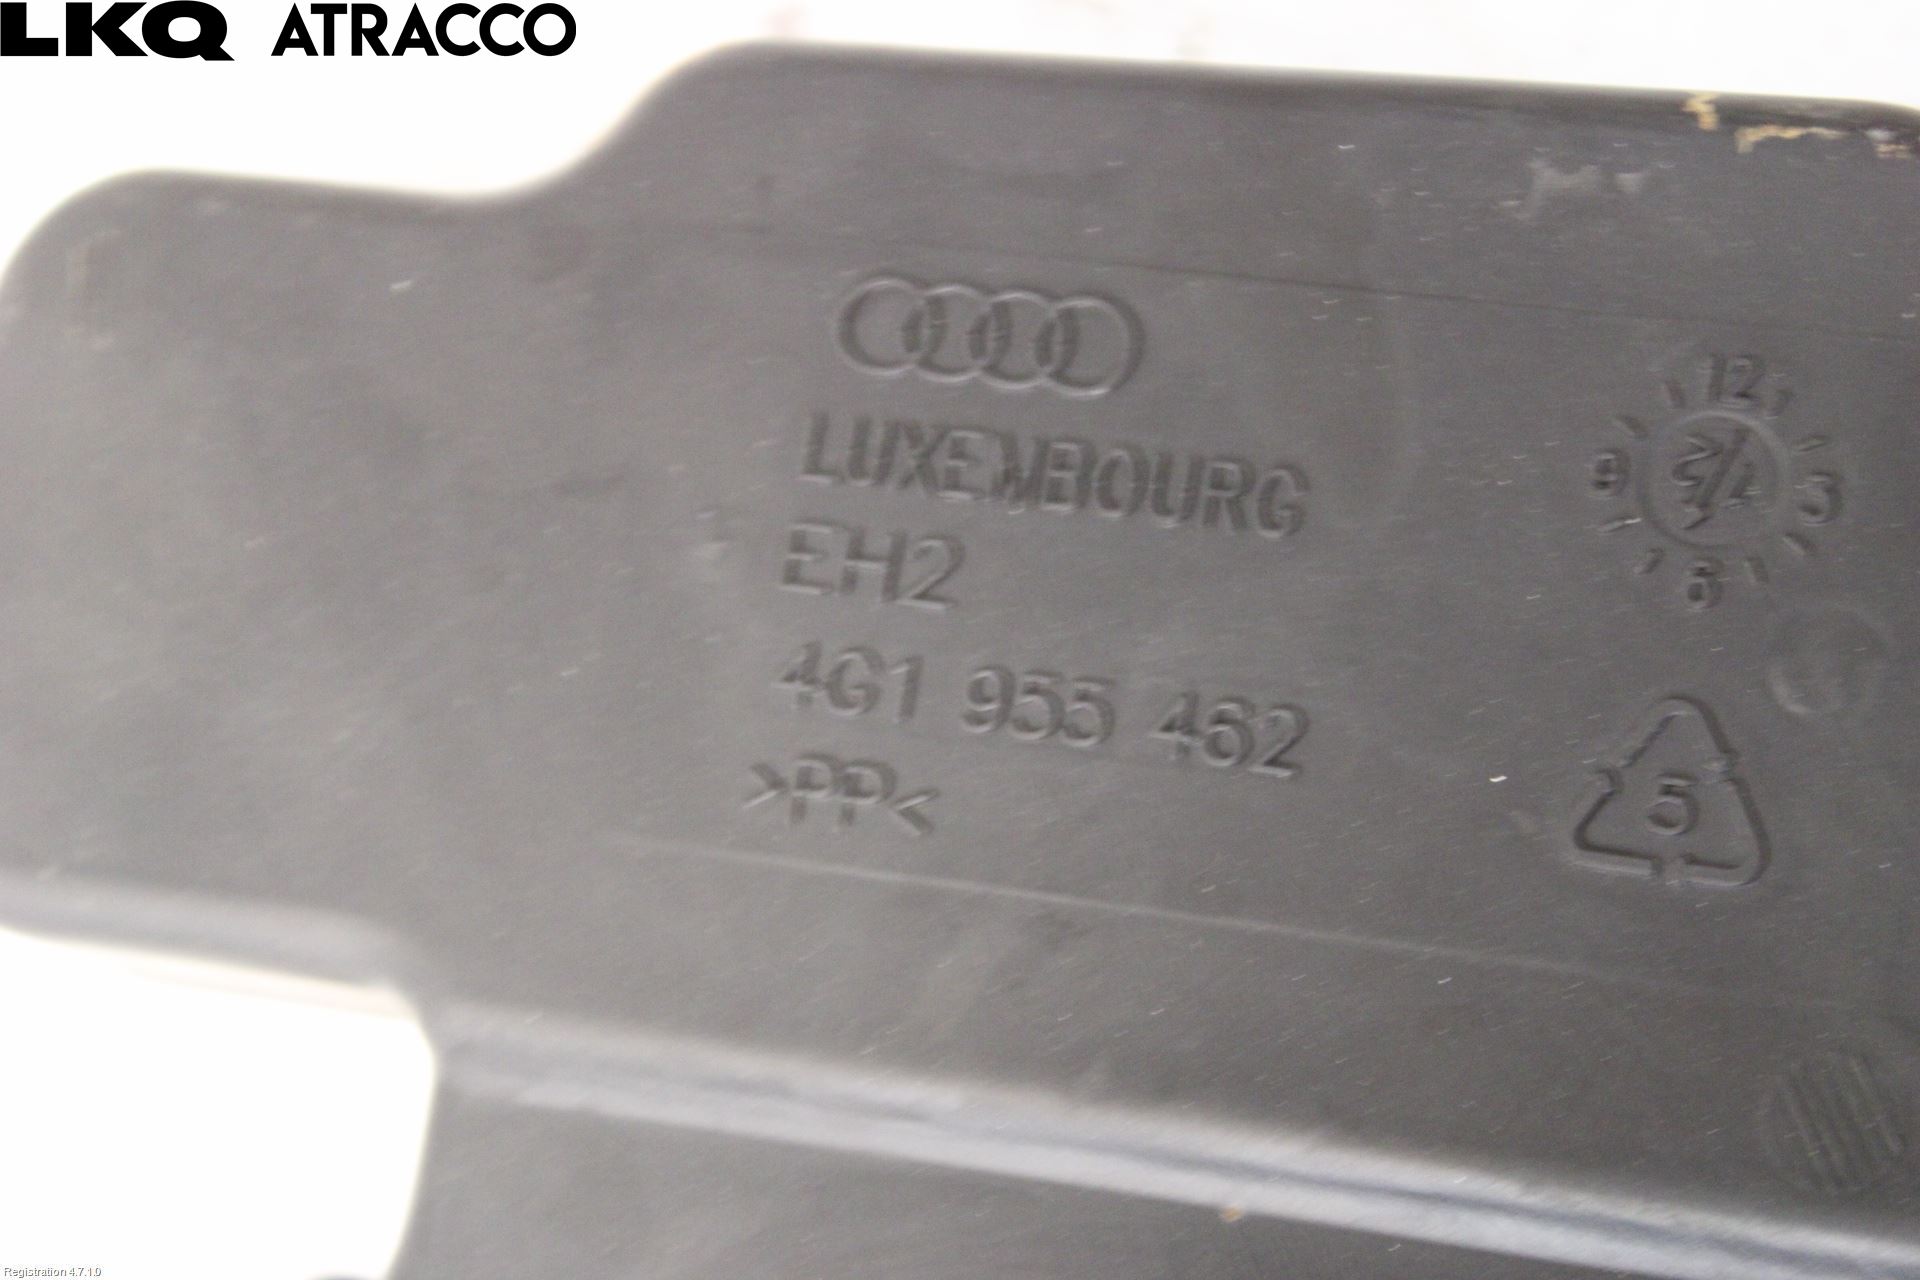 LKQ ATRACCO
LUXEMBOURG
EH2
4G1 955 462
>PP<
12
9
3
6
5
Registration 4.7.1.0